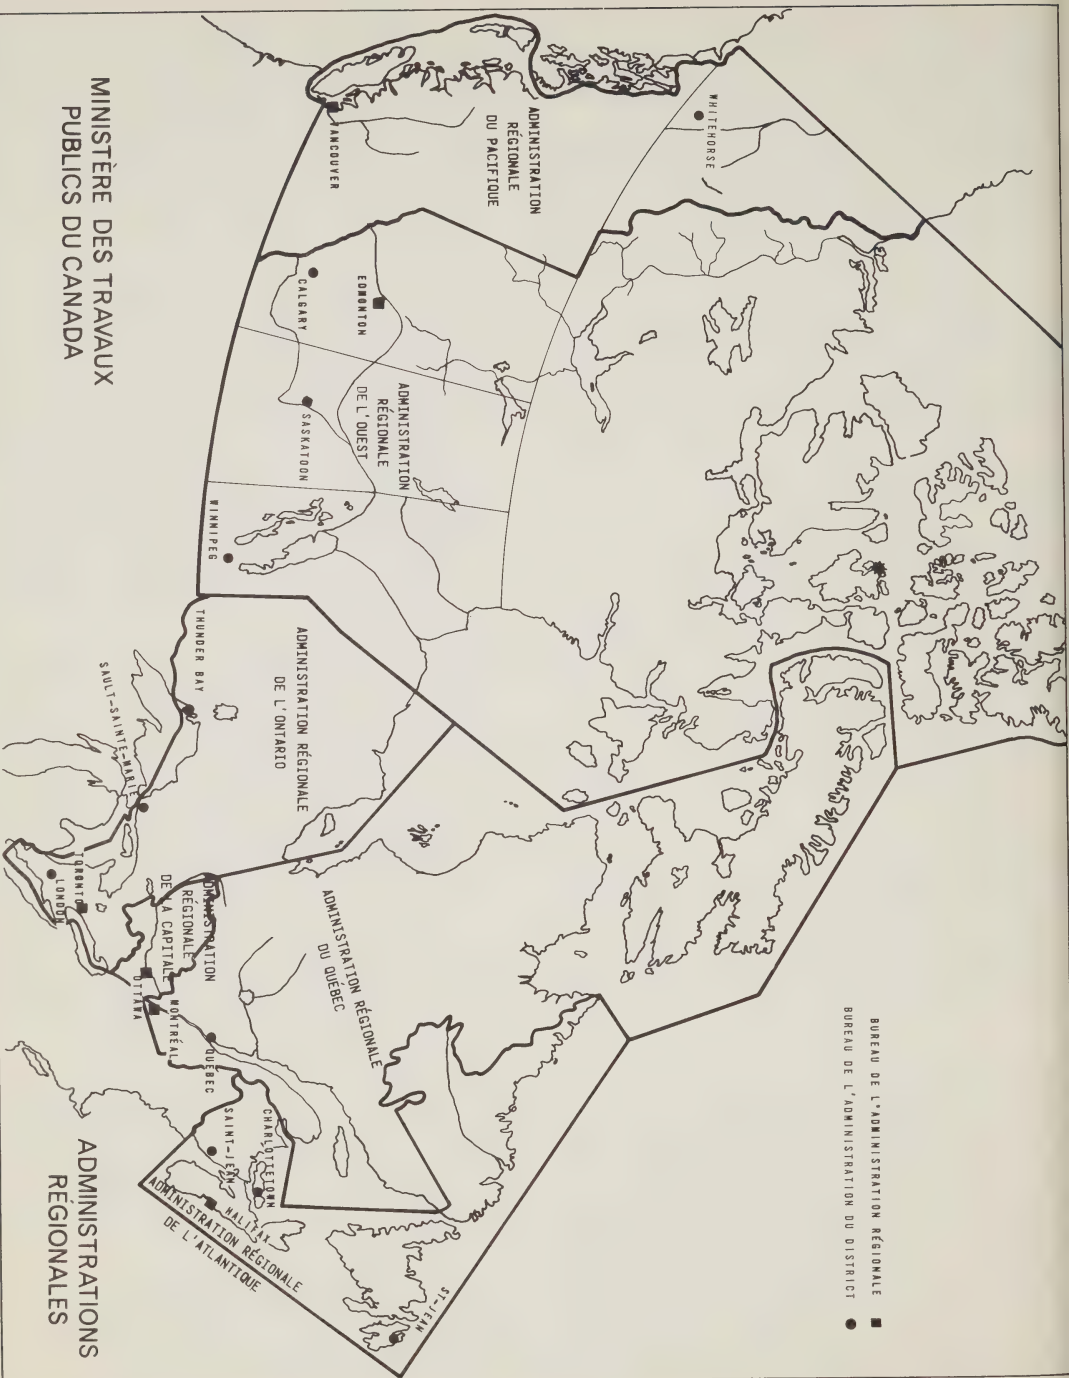 BUREAU DE L'ADMINISTRATION RÉGIONALE
BUREAU DE L'ADMINISTRATION DU DISTRICT
WHITEHORSE
ADMINISTRATION
RÉGIONALE
DU PACIFIQUE
VANCOUVER
EDMONTON
CALGARY
ADMINISTRATION
RÉGIONALE
DE L'OUEST
SASKATOON
WINNIPEG
ADMINISTRATION RÉGIONALE
DE L'ONTARIO
THUNDER BAY
SAULT-SAINTE-MARIE
TORONTO
LONDON
ADMINISTRATION
RÉGIONALE
DE LA CAPITALE
OTTAWA
MONTRÉAL
QUÉBEC
ADMINISTRATION RÉGIONALE
DU QUÉBEC
CHARLOTTETOWN
SAINT-JEAN
HALIFAX
ST-JEAN
ADMINISTRATION RÉGIONALE
DE L'ATLANTIQUE
MINISTÈRE DES TRAVAUX
PUBLICS DU CANADA
ADMINISTRATIONS
RÉGIONALES